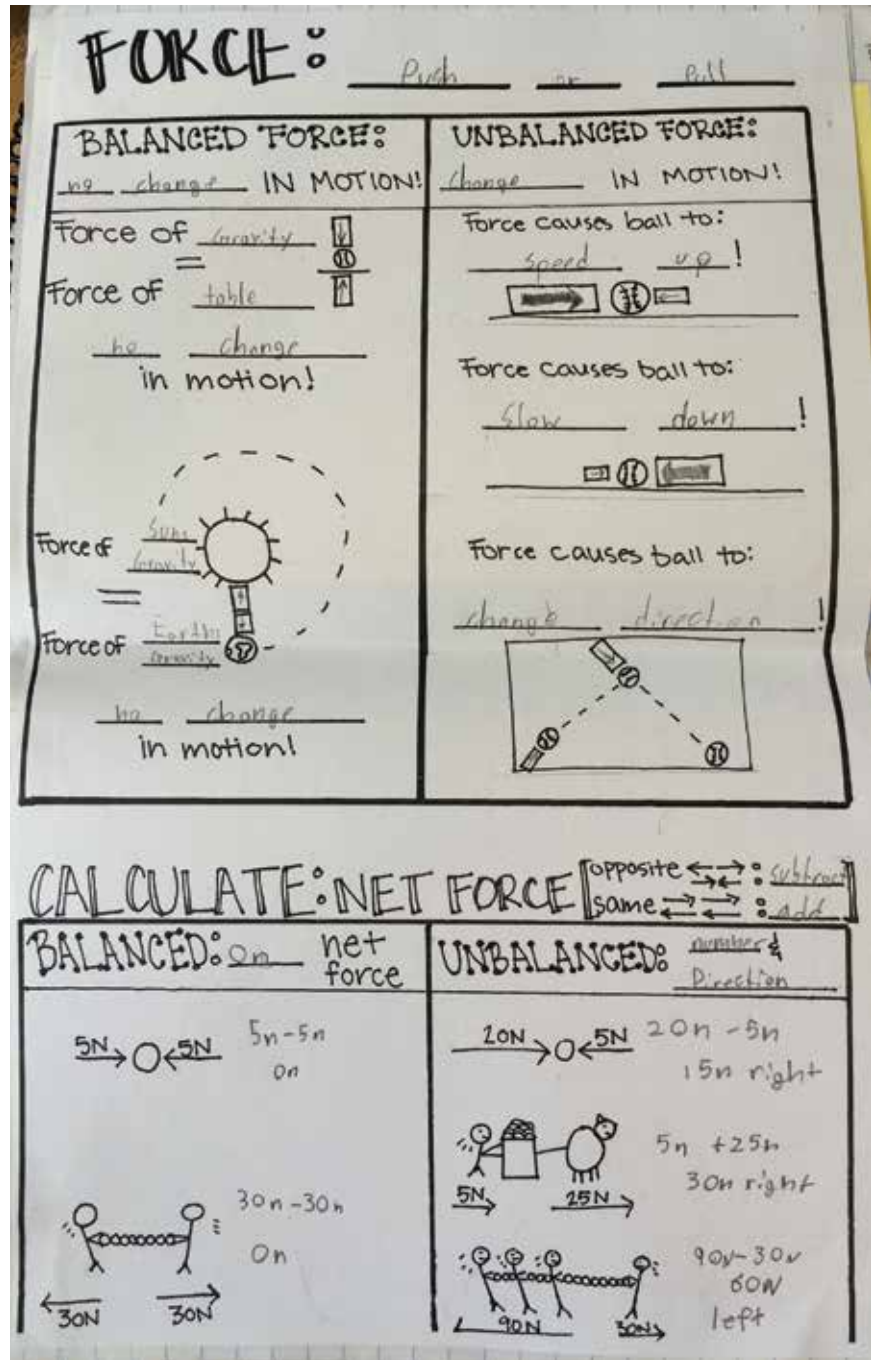 FORCE: Push or Pull
BALANCED FORCE:
no change IN MOTION!
Force of Gravity
=
Force of table
no change
in motion!
Force of Suns
Gravity
=
Force of Earths
Gravity
no change
in motion!
UNBALANCED FORCE:
change IN MOTION!
Force causes ball to:
speed up!
Force causes ball to:
slow down!
Force causes ball to:
change direction!
CALCULATE: NET FORCE
opposite : subtract
same : add
BALANCED: 0n net
force
5N 5N 5n-5n
0n
30n-30n
0n
30N 30N
UNBALANCED: number &
Direction
20N 5N 20n-5n
15n right
5n +25n
30n right
5N 25N
90N-30N
60N
left
90N 30N